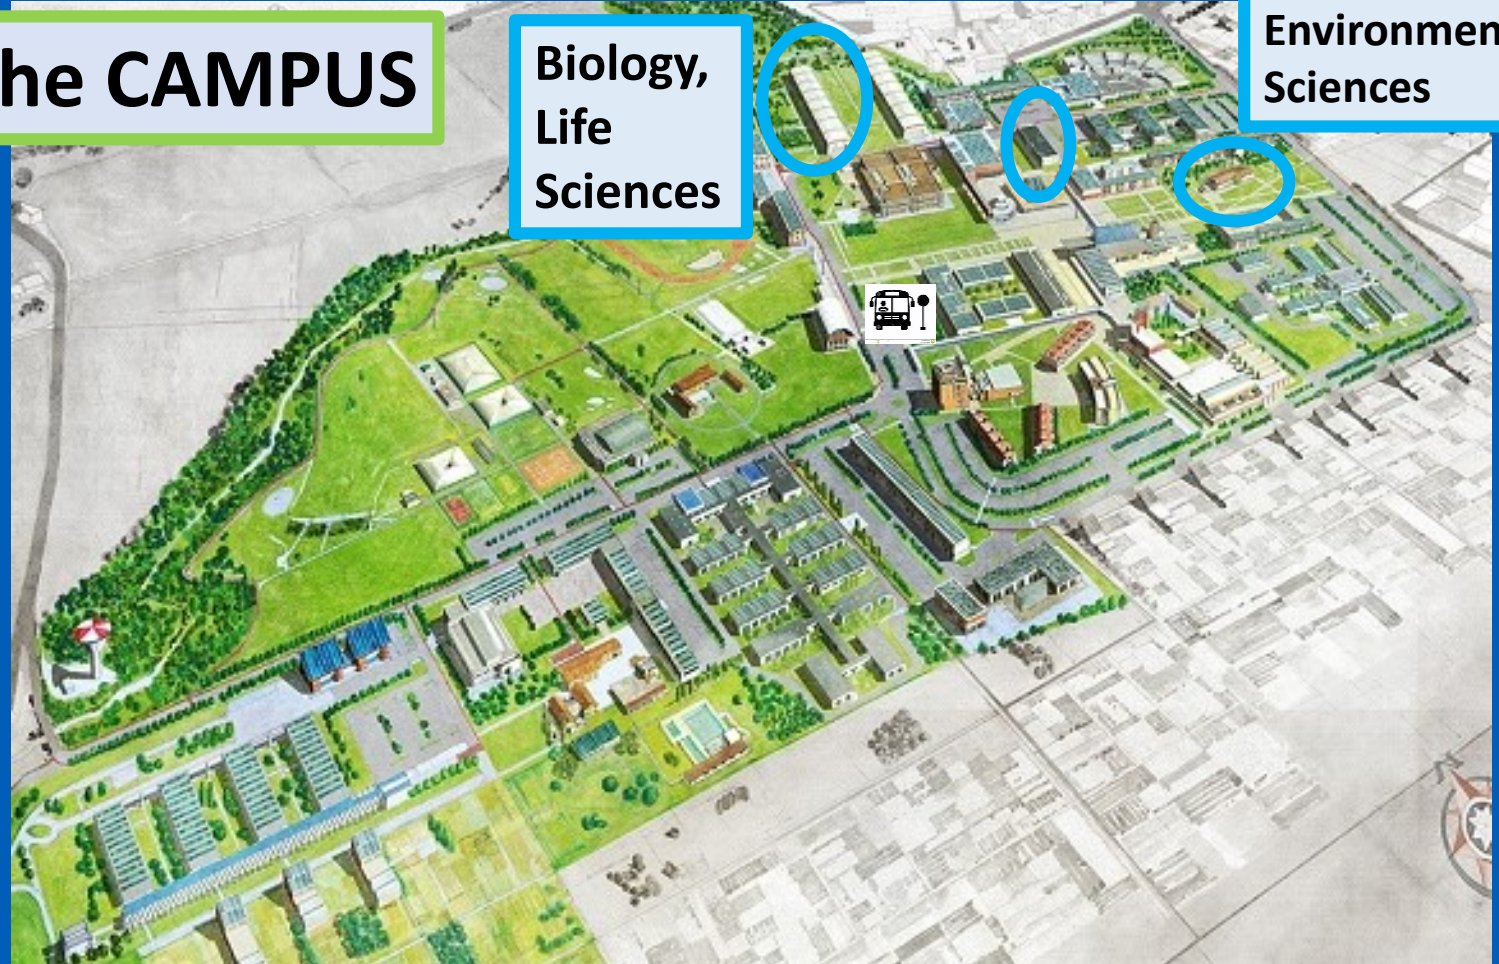 he CAMPUS
Biology,
Life
Sciences
Environmen
Sciences